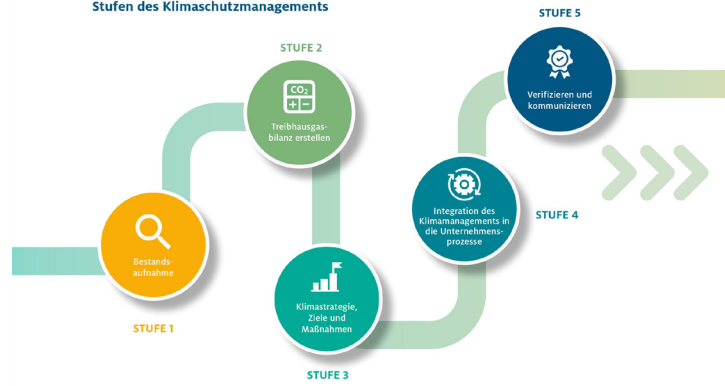 Stufen des Klimaschutzmanagements
STUFE 1
Bestands-
aufnahme
STUFE 2
CO₂
+ −
Treibhausgas-
bilanz erstellen
STUFE 3
Klimastrategie,
Ziele und
Maßnahmen
STUFE 4
Integration des
Klimamanagements in
die Unternehmens-
prozesse
STUFE 5
Verifizieren und
kommunizieren